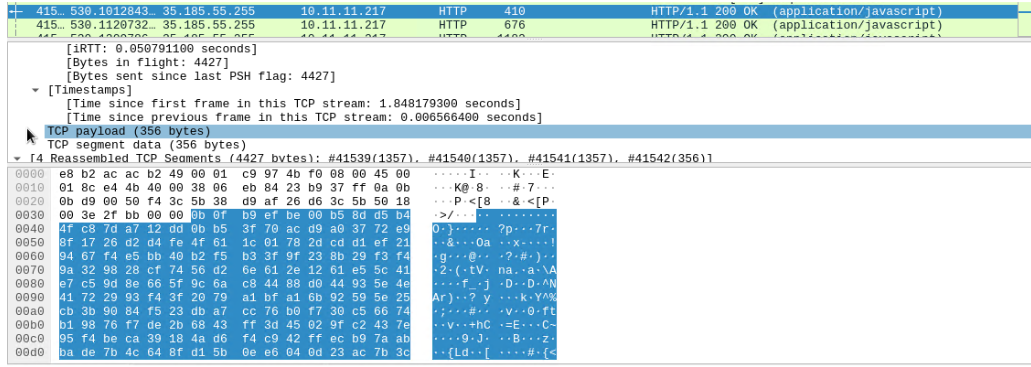 415… 530.1012843… 35.185.55.255 10.11.11.217 HTTP 410 HTTP/1.1 200 OK (application/javascript)
415… 530.1120732… 35.185.55.255 10.11.11.217 HTTP 676 HTTP/1.1 200 OK (application/javascript)
[iRTT: 0.050791100 seconds]
[Bytes in flight: 4427]
[Bytes sent since last PSH flag: 4427]
[Timestamps]
[Time since first frame in this TCP stream: 1.848179300 seconds]
[Time since previous frame in this TCP stream: 0.006566400 seconds]
TCP payload (356 bytes)
TCP segment data (356 bytes)
[4 Reassembled TCP Segments (4427 bytes): #41539(1357), #41540(1357), #41541(1357), #41542(356)]
0000 e8 b2 ac ac b2 49 00 01 c9 97 4b f0 08 00 45 00 ·····I·· ··K···E·
0010 01 8c e4 4b 40 00 38 06 eb 84 23 b9 37 ff 0a 0b ···K@·8· ··#·7···
0020 0b d9 00 50 f4 3c 5b 38 d9 af 26 d6 3c 5b 50 18 ···P·<[8 ··&·<[P·
0030 00 3e 2f bb 00 00 0b 0f b9 ef be 00 b5 8d d5 b4 ·>/····· ········
0040 4f c8 7d a7 12 dd 0b b5 3f 70 ac d9 a0 37 72 e9 O·}····· ?p···7r·
0050 8f 17 26 d2 d4 fe 4f 61 1c 01 78 2d cd d1 ef 21 ··&···Oa ··x-···!
0060 94 67 f4 e5 bb 40 b2 f5 b3 3f 9f 23 8b 29 f3 f4 ·g···@·· ·?·#·)··
0070 9a 32 98 28 cf 74 56 d2 6e 61 2e 12 61 e5 5c 41 ·2·(·tV· na.·a·\A
0080 e7 c5 9d 8e 66 5f 9c 6a c8 44 88 d0 44 93 5e 4e ····f_·j ·D··D·^N
0090 41 72 29 93 f4 3f 20 79 a1 bf a1 6b 92 59 5e 25 Ar)··? y ···k·Y^%
00a0 cb 3b 90 84 f5 23 db a7 cc 76 b0 f7 30 c5 66 74 ·;···#·· ·v··0·ft
00b0 b1 98 76 f7 de 2b 68 43 ff 3d 45 02 9f c2 43 7e ··v··+hC ·=E···C~
00c0 95 f4 be ca 39 18 4a d6 f4 c9 42 ff ec b9 7a ab ····9·J· ··B···z·
00d0 ba de 7b 4c 64 8f d1 5b 0e e6 04 0d 23 ac 7b 3c ··{Ld··[ ····#·{<